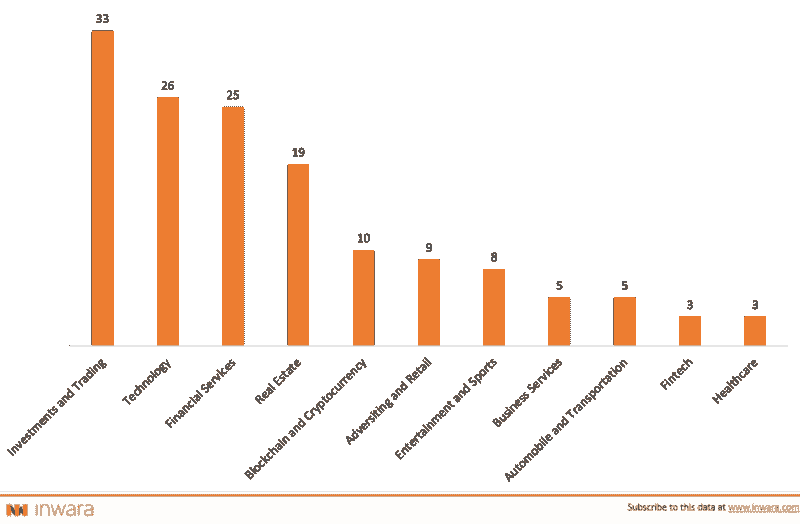 33
26
25
19
10
9
8
5
5
3
3
Investments and Trading
Technology
Financial Services
Real Estate
Blockchain and Cryptocurrency
Adversiting and Retail
Entertainment and Sports
Business Services
Automobile and Transportation
Fintech
Healthcare
inwara
Subscribe to this data at www.inwara.com